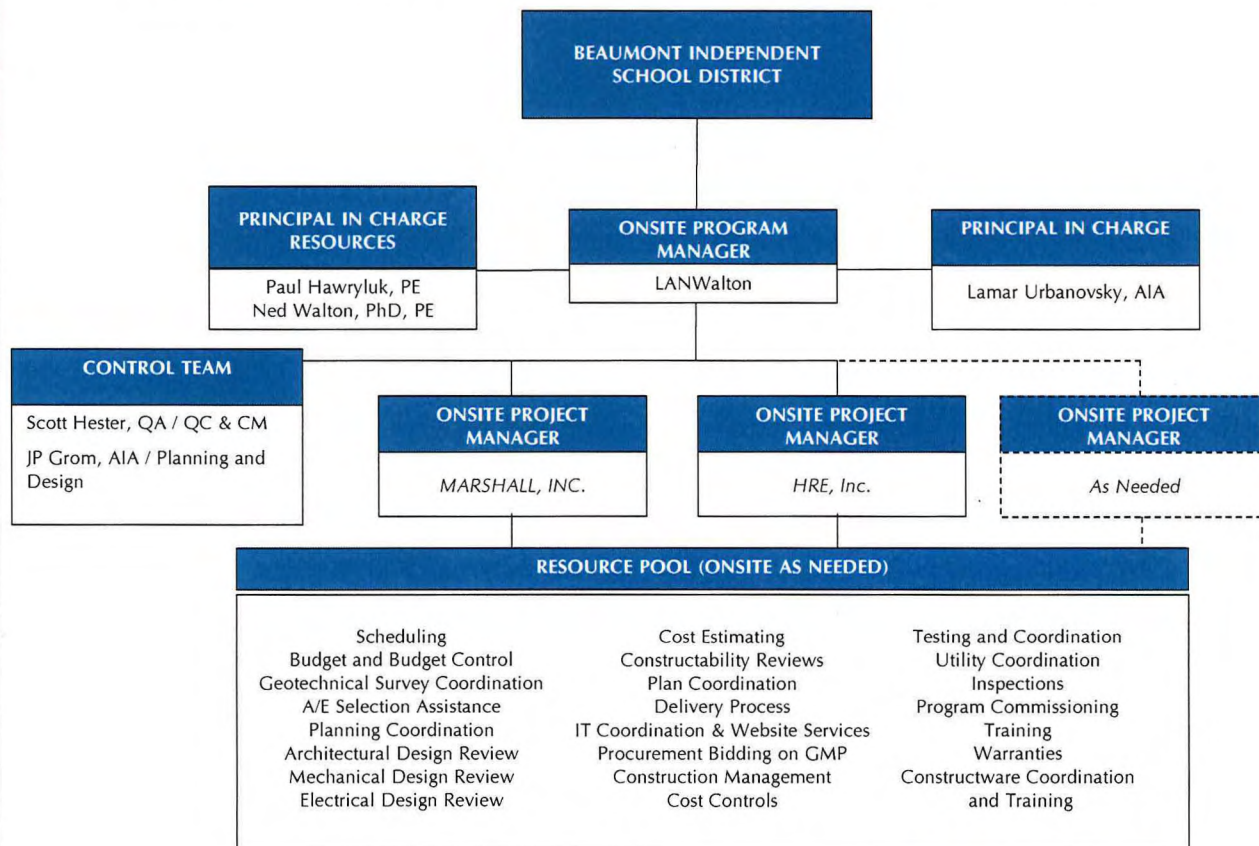 BEAUMONT INDEPENDENT
SCHOOL DISTRICT
PRINCIPAL IN CHARGE
RESOURCES
Paul Hawryluk, PE
Ned Walton, PhD, PE
ONSITE PROGRAM
MANAGER
LANWalton
PRINCIPAL IN CHARGE
Lamar Urbanovsky, AIA
CONTROL TEAM
Scott Hester, QA / QC & CM
JP Grom, AIA / Planning and
Design
ONSITE PROJECT
MANAGER
MARSHALL, INC.
ONSITE PROJECT
MANAGER
HRE, Inc.
ONSITE PROJECT
MANAGER
As Needed
RESOURCE POOL (ONSITE AS NEEDED)
Scheduling
Budget and Budget Control
Geotechnical Survey Coordination
A/E Selection Assistance
Planning Coordination
Architectural Design Review
Mechanical Design Review
Electrical Design Review
Cost Estimating
Constructability Reviews
Plan Coordination
Delivery Process
IT Coordination & Website Services
Procurement Bidding on GMP
Construction Management
Cost Controls
Testing and Coordination
Utility Coordination
Inspections
Program Commissioning
Training
Warranties
Constructware Coordination
and Training